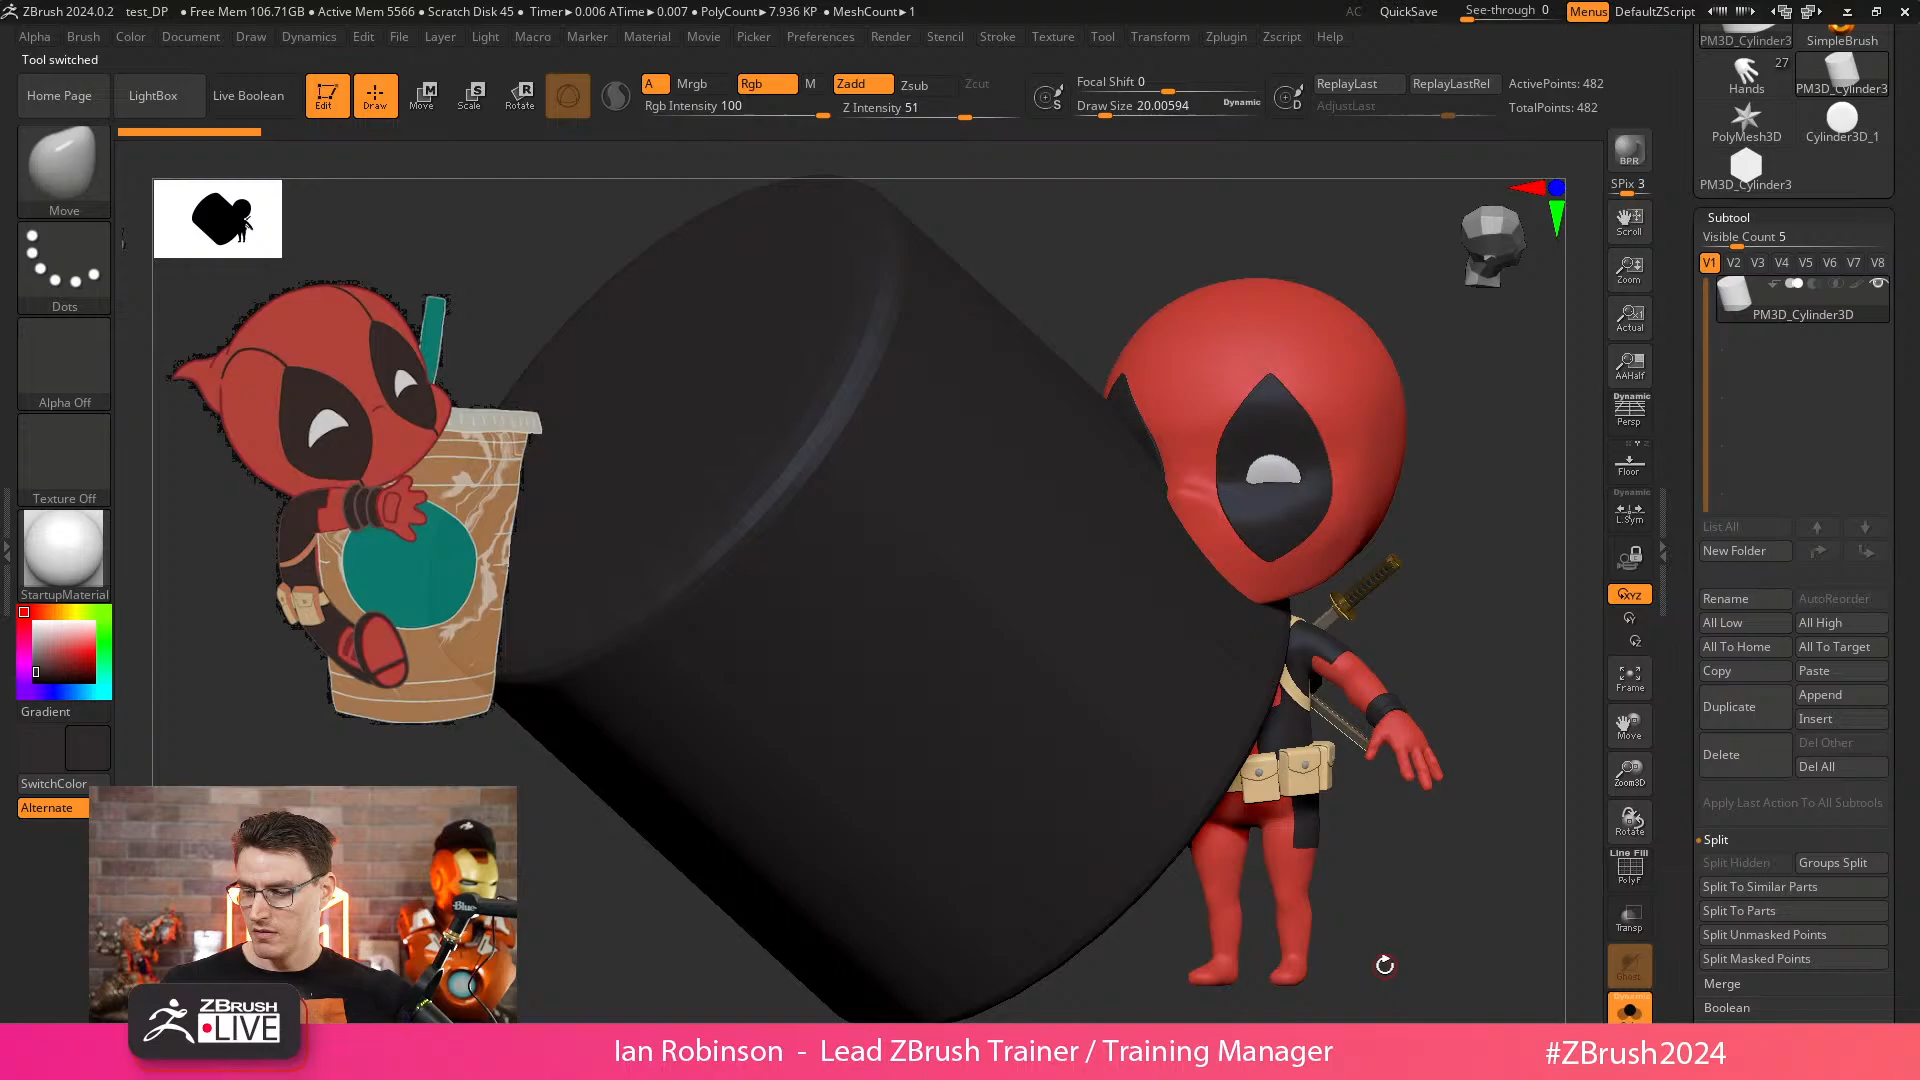 ZBrush 2024.0.2 test_DP • Free Mem 106.71GB • Active Mem 5566 • Scratch Disk 45 • Timer►0.006 ATime►0.007 • PolyCount►7.936 KP • MeshCount►1
AC QuickSave See-through 0 Menus DefaultZScript
Alpha Brush Color Document Draw Dynamics Edit File Layer Light Macro Marker Material Movie Picker Preferences Render Stencil Stroke Texture Tool Transform Zplugin Zscript Help
Tool switched
Home Page LightBox Live Boolean Edit Draw Move Scale Rotate
A Mrgb Rgb M Zadd Zsub Zcut
Rgb Intensity 100 Z Intensity 51
Focal Shift 0
Draw Size 20.00594 Dynamic
S D
ReplayLast ReplayLastRel ActivePoints: 482
AdjustLast TotalPoints: 482
Move
Dots
Alpha Off
Texture Off
StartupMaterial
Gradient
SwitchColor
Alternate
BPR
SPix 3
Scroll
Zoom
Actual
AAHalf
Dynamic
Persp
Floor
Dynamic
L.Sym
XYZ
Frame
Move
Zoom3D
Rotate
Line Fill
PolyF
Transp
Ghost
Dynamic
PM3D_Cylinder3 SimpleBrush
27
Hands PM3D_Cylinder3
PolyMesh3D Cylinder3D_1
PM3D_Cylinder3
Subtool
Visible Count 5
V1 V2 V3 V4 V5 V6 V7 V8
PM3D_Cylinder3D
List All
New Folder
Rename AutoReorder
All Low All High
All To Home All To Target
Copy Paste
Duplicate Append
Insert
Delete Del Other
Del All
Apply Last Action To All Subtools
Split
Split Hidden Groups Split
Split To Similar Parts
Split To Parts
Split Unmasked Points
Split Masked Points
Merge
Boolean
Blue
ZBRUSH
LIVE
Ian Robinson - Lead ZBrush Trainer / Training Manager
#ZBrush2024